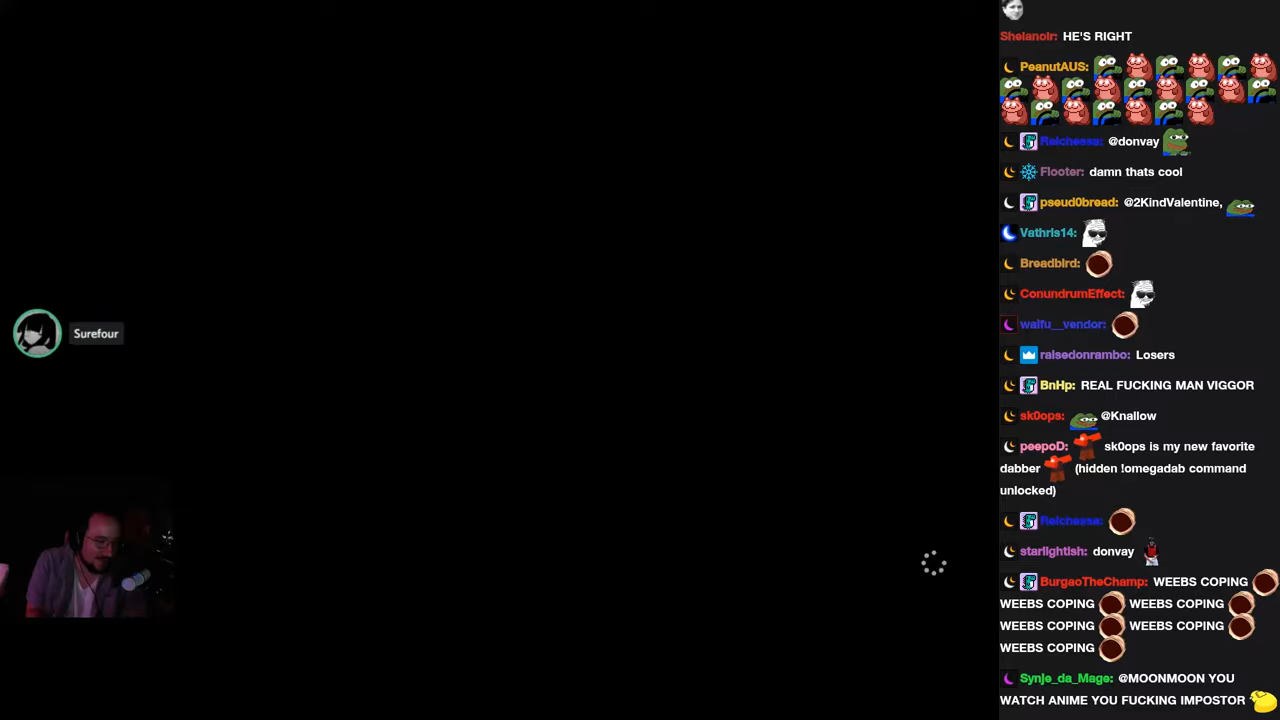 Shelanoir: HE'S RIGHT
PeanutAUS:
Relchessa: @donvay
Flooter: damn thats cool
pseud0bread: @2KindValentine,
Vathris14:
Breadbird:
ConundrumEffect:
waifu__vendor:
raisedonrambo: Losers
BnHp: REAL FUCKING MAN VIGGOR
sk0ops: @Knallow
peepoD: sk0ops is my new favorite
dabber (hidden !omegadab command
unlocked)
Relchessa:
starlightish: donvay
BurgaoTheChamp: WEEBS COPING
WEEBS COPING WEEBS COPING
WEEBS COPING WEEBS COPING
WEEBS COPING
Synje_da_Mage: @MOONMOON YOU
WATCH ANIME YOU FUCKING IMPOSTOR
Surefour